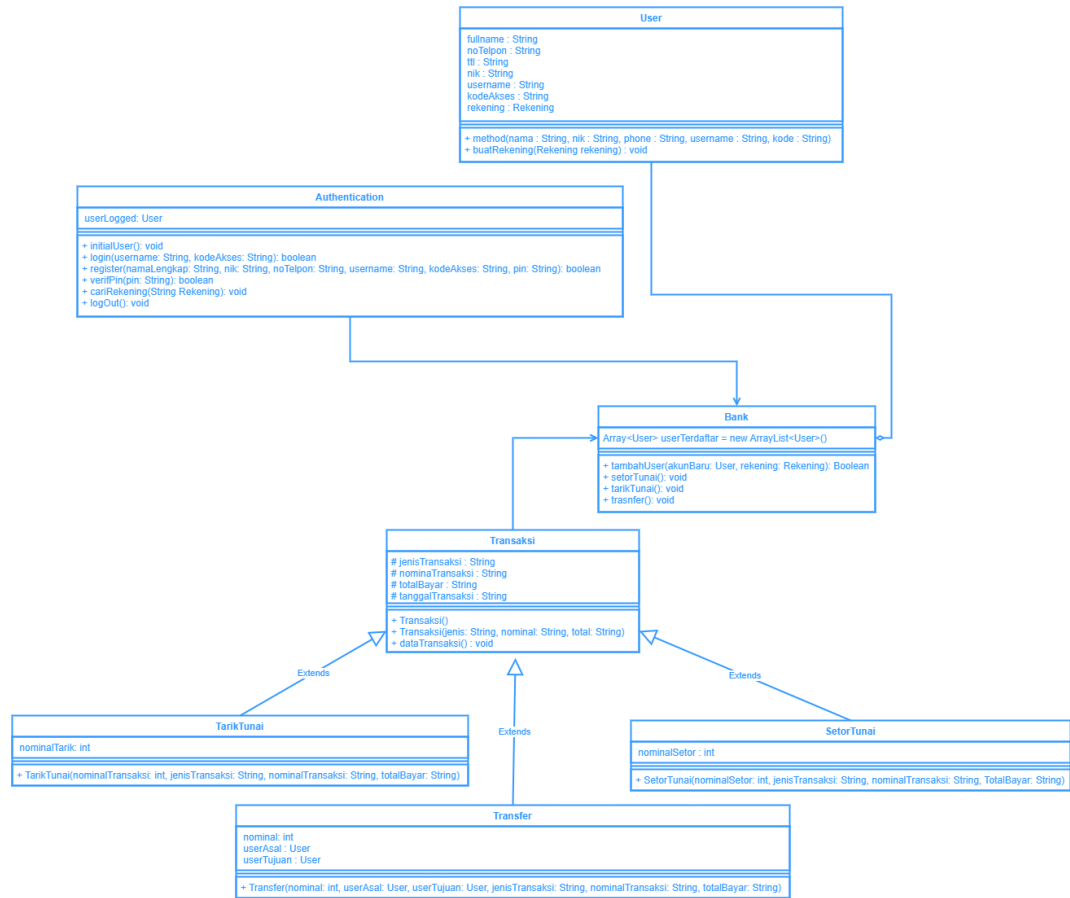 User
fullname : String
noTelpon : String
ttl : String
nik : String
username : String
kodeAkses : String
rekening : Rekening
+ method(nama : String, nik : String, phone : String, username : String, kode : String)
+ buatRekening(Rekening rekening) : void
Authentication
userLogged: User
+ initialUser(): void
+ login(username: String, kodeAkses: String): boolean
+ register(namaLengkap: String, nik: String, noTelpon: String, username: String, kodeAkses: String, pin: String): boolean
+ verifPin(pin: String): boolean
+ cariRekening(String Rekening): void
+ logOut(): void
Bank
Array<User> userTerdaftar = new ArrayList<User>()
+ tambahUser(akunBaru: User, rekening: Rekening): Boolean
+ setorTunai(): void
+ tarikTunai(): void
+ trasnfer(): void
Transaksi
# jenisTransaksi : String
# nominaTransaksi : String
# totalBayar : String
# tanggalTransaksi : String
+ Transaksi()
+ Transaksi(jenis: String, nominal: String, total: String)
+ dataTransaksi() : void
Extends
Extends
Extends
TarikTunai
nominalTarik: int
+ TarikTunai(nominalTransaksi: int, jenisTransaksi: String, nominalTransaksi: String, totalBayar: String)
SetorTunai
nominalSetor : int
+ SetorTunai(nominalSetor: int, jenisTransaksi: String, nominalTransaksi: String, TotalBayar: String)
Transfer
nominal: int
userAsal : User
userTujuan : User
+ Transfer(nominal: int, userAsal: User, userTujuan: User, jenisTransaksi: String, nominalTransaksi: String, totalBayar: String)